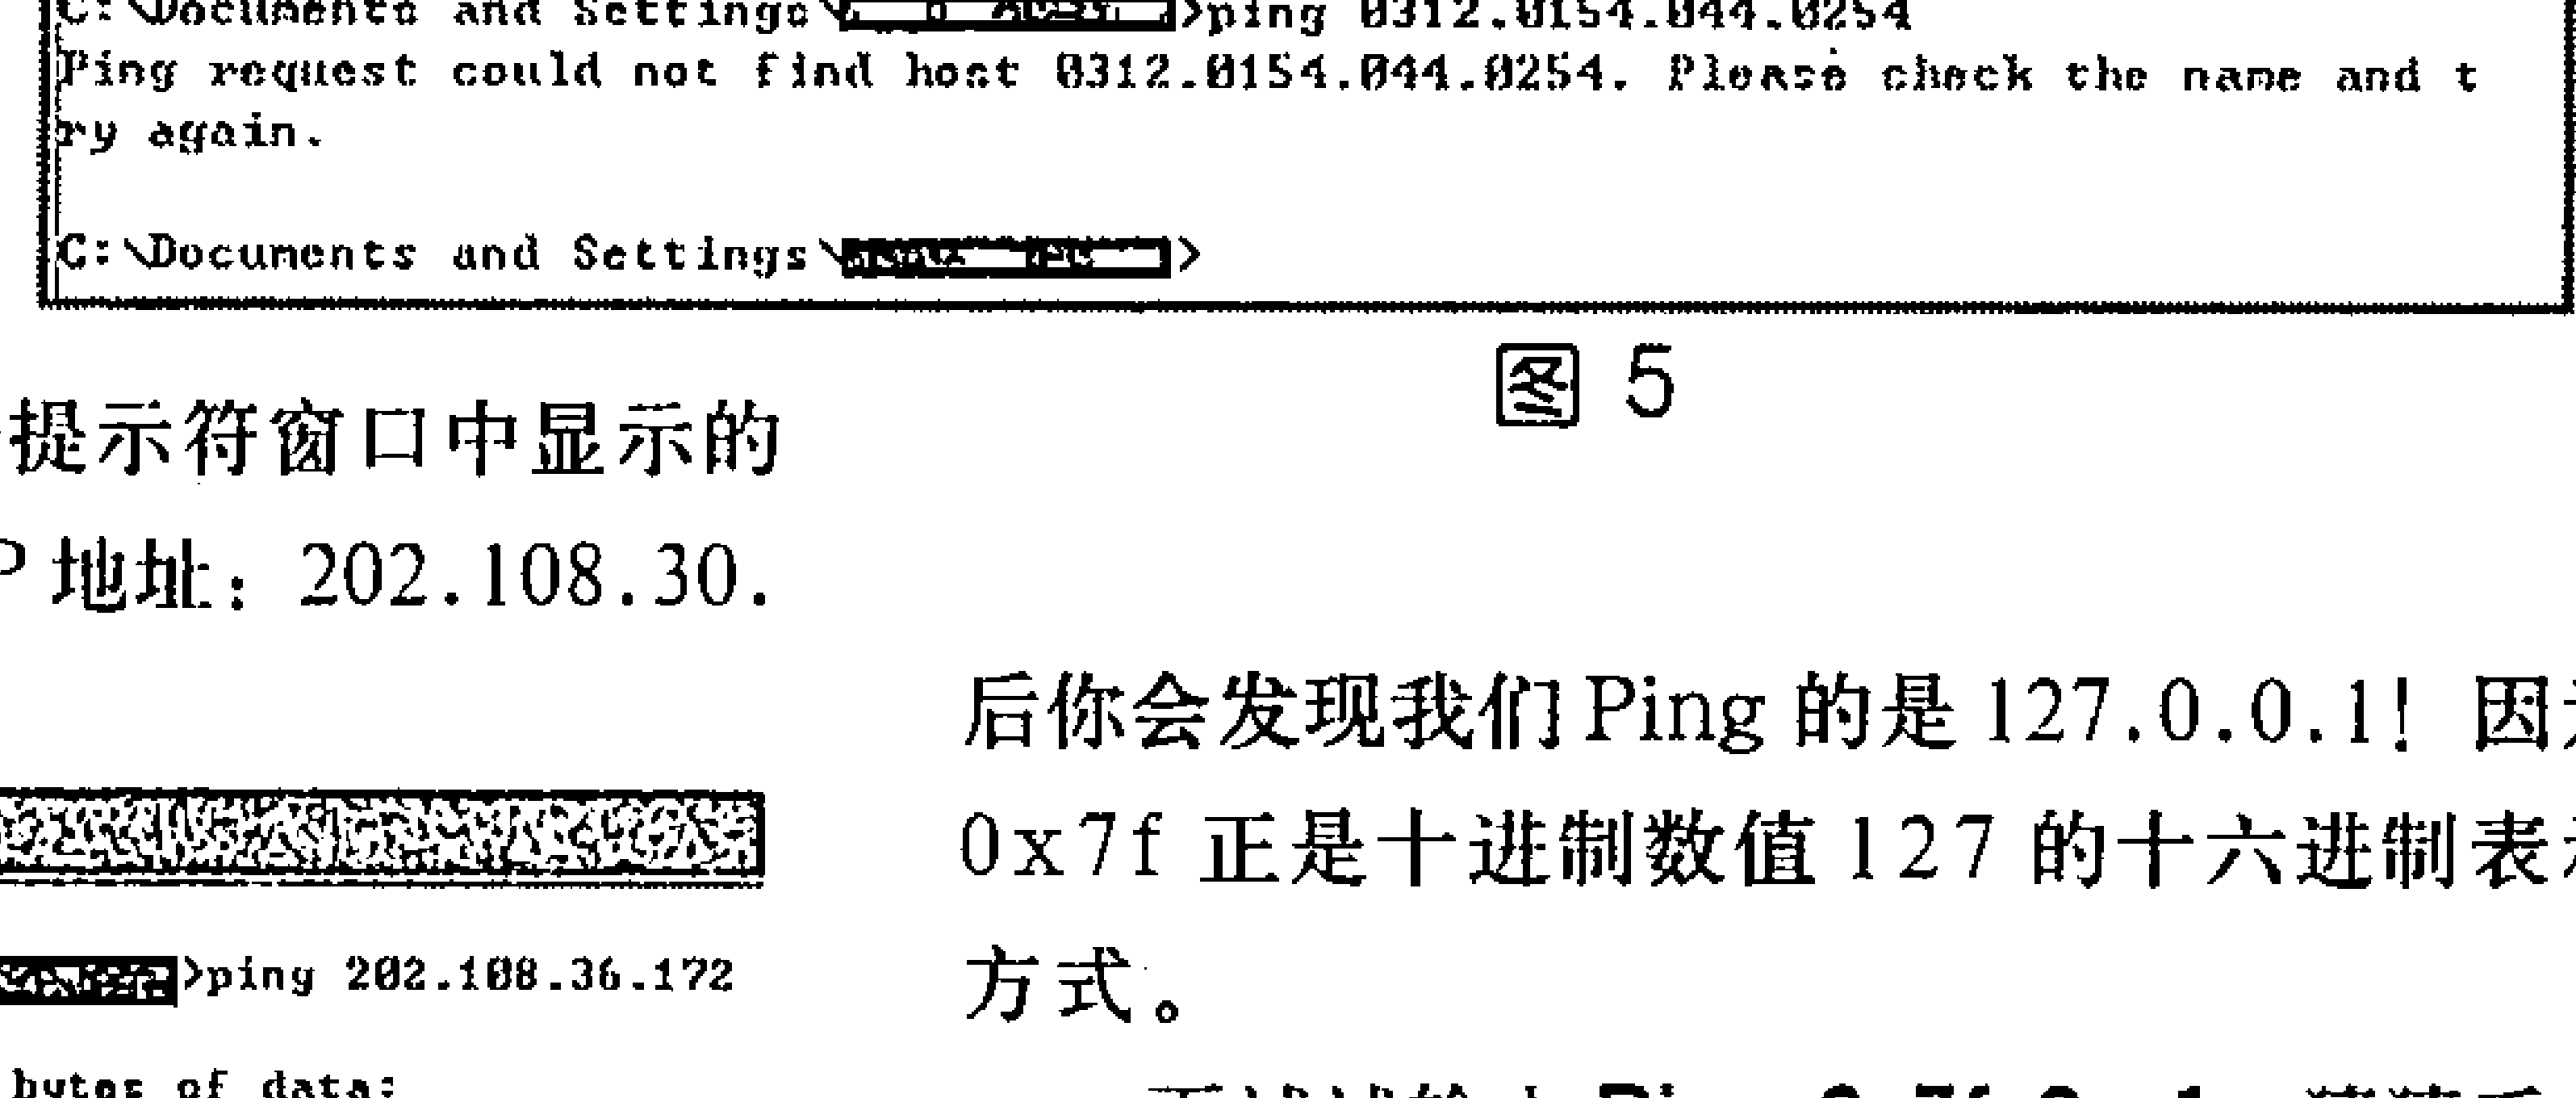 C:\Documents and Settings\ >ping 0312.0154.044.0254
Ping request could not find host 0312.0154.044.0254. Please check the name and t
ry again.
C:\Documents and Settings\ >
图 5
提示符窗口中显示的
P 地址：202.108.30.
>ping 202.108.36.172
bytes of data:
后你会发现我们 Ping 的是 127.0.0.1！因
0x7f 正是十进制数值 127 的十六进制表
方式。